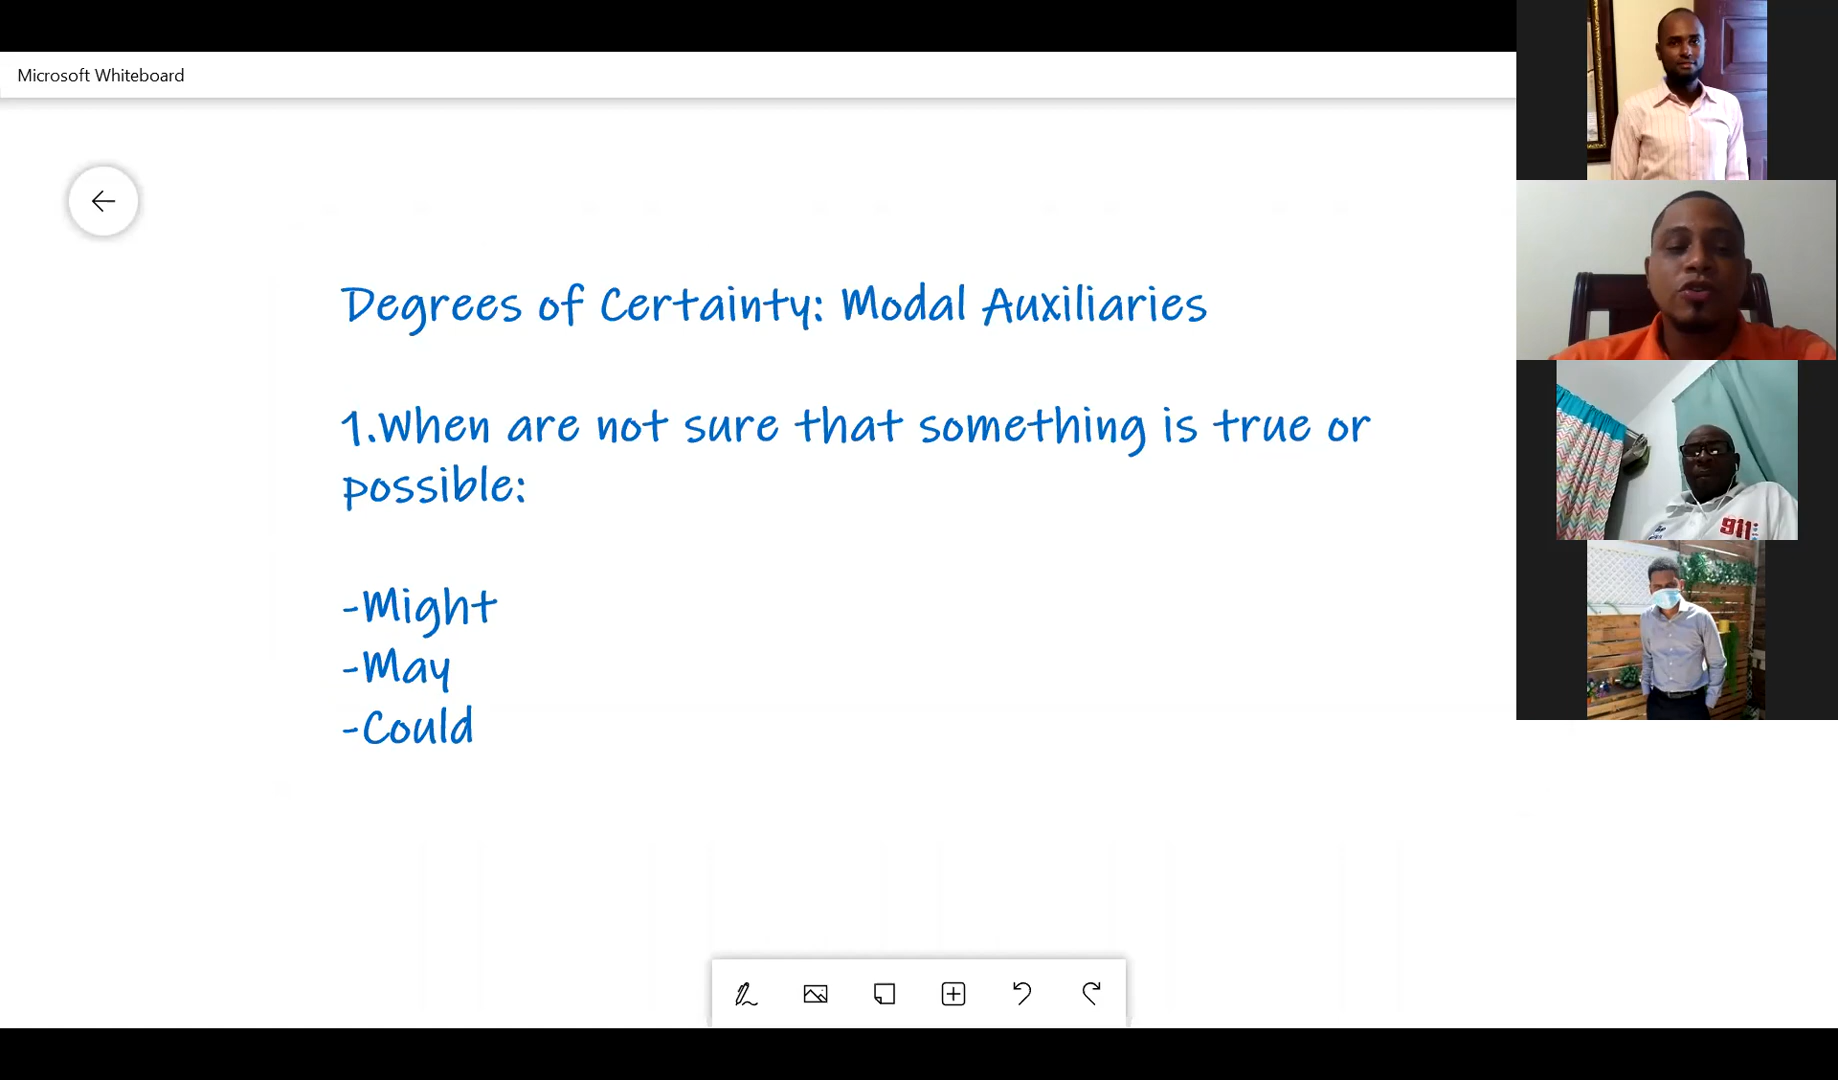 Microsoft Whiteboard
Degrees of Certainty: Modal Auxiliaries
1.When are not sure that something is true or
possible:
-Might
-May
-Could
911